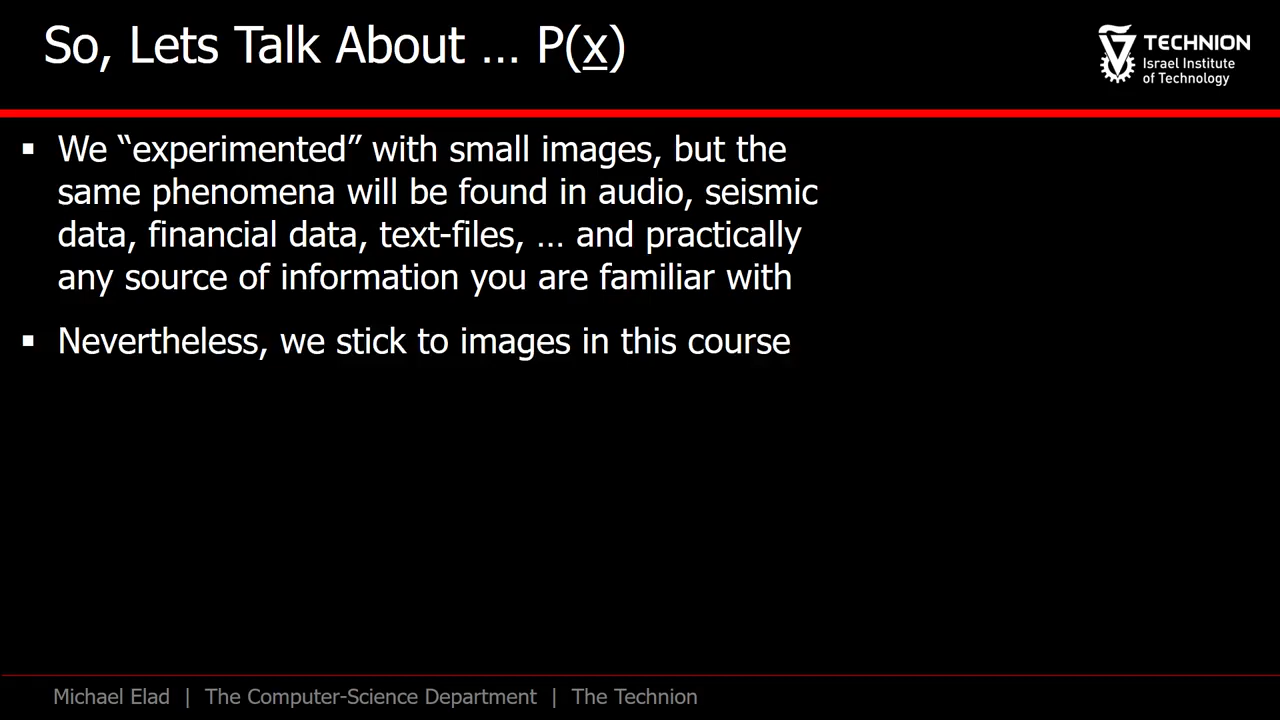 So, Lets Talk About … P(x)
TECHNION
Israel Institute
of Technology
▪ We “experimented” with small images, but the
same phenomena will be found in audio, seismic
data, financial data, text-files, … and practically
any source of information you are familiar with
▪ Nevertheless, we stick to images in this course
Michael Elad | The Computer-Science Department | The Technion